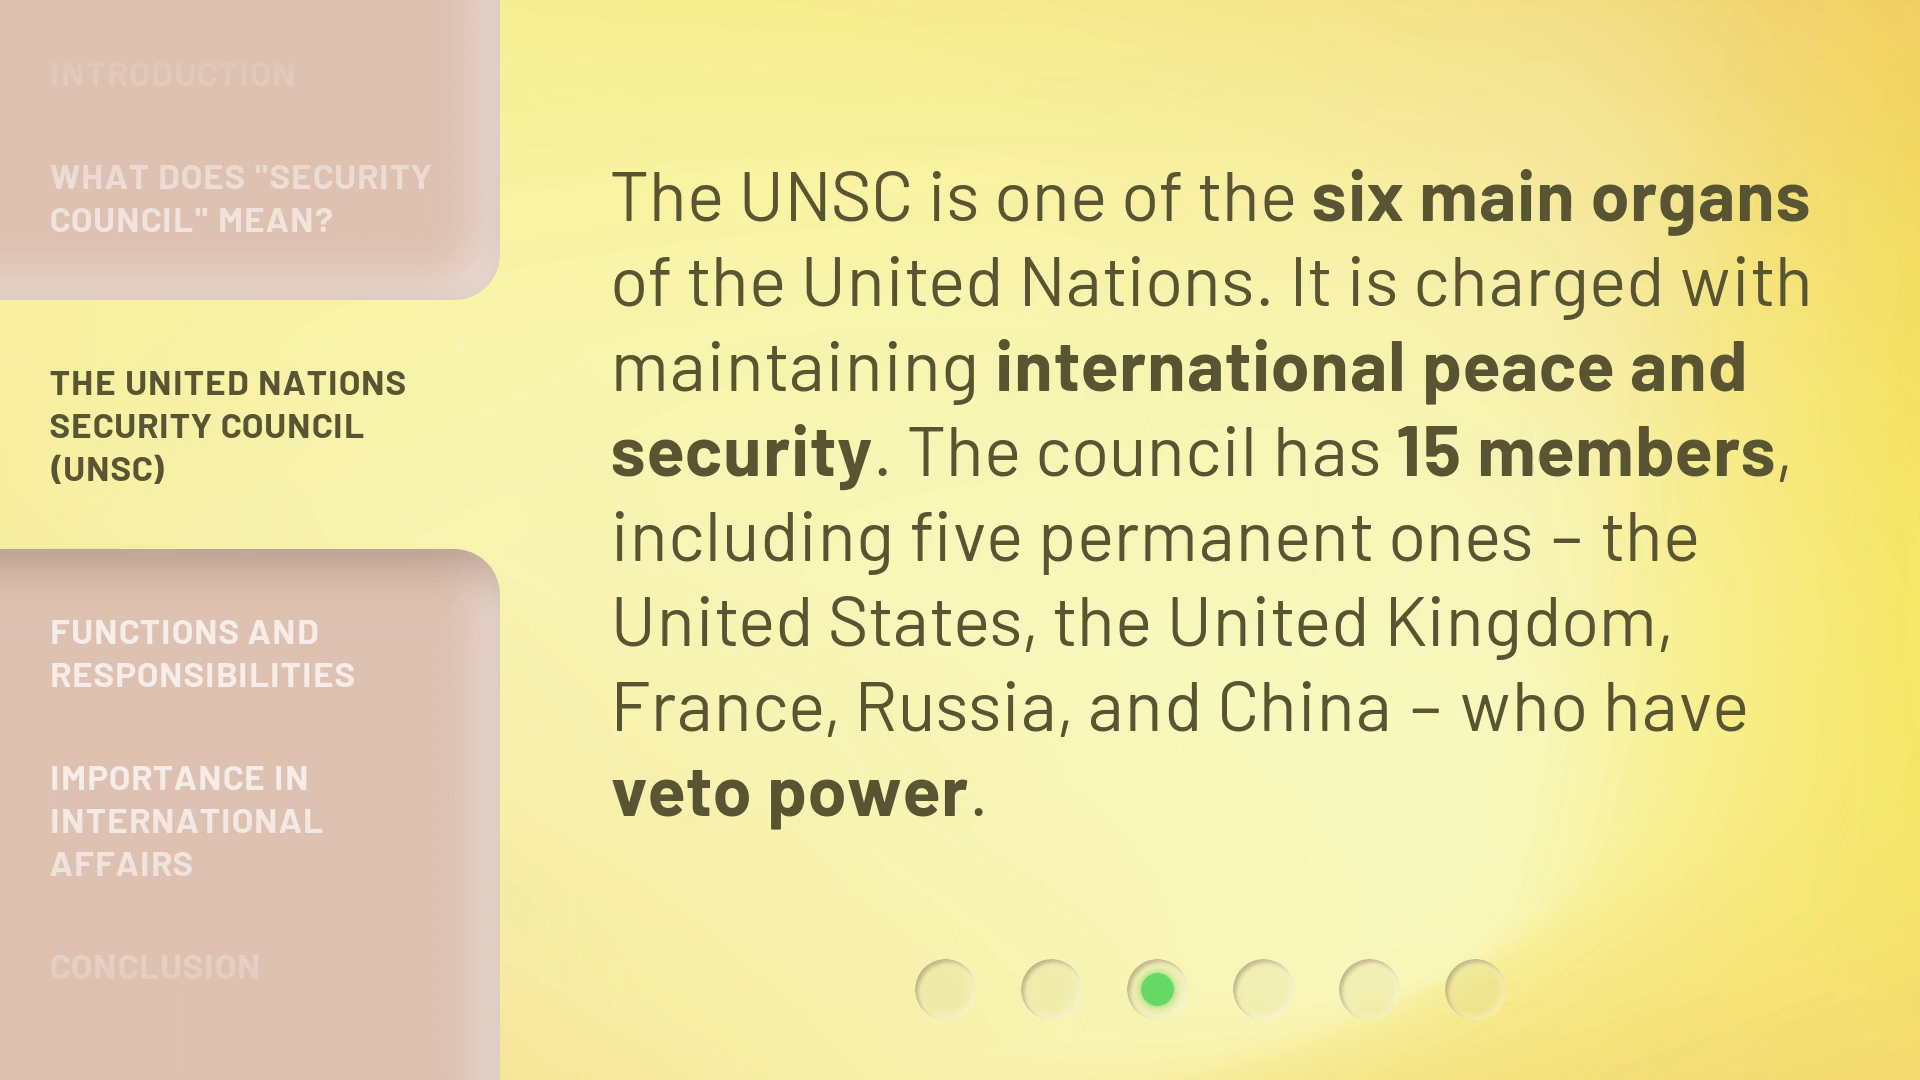 INTRODUCTION
WHAT DOES "SECURITY
COUNCIL" MEAN?
THE UNITED NATIONS
SECURITY COUNCIL
(UNSC)
FUNCTIONS AND
RESPONSIBILITIES
IMPORTANCE IN
INTERNATIONAL
AFFAIRS
CONCLUSION
The UNSC is one of the six main organs
of the United Nations. It is charged with
maintaining international peace and
security. The council has 15 members,
including five permanent ones – the
United States, the United Kingdom,
France, Russia, and China – who have
veto power.